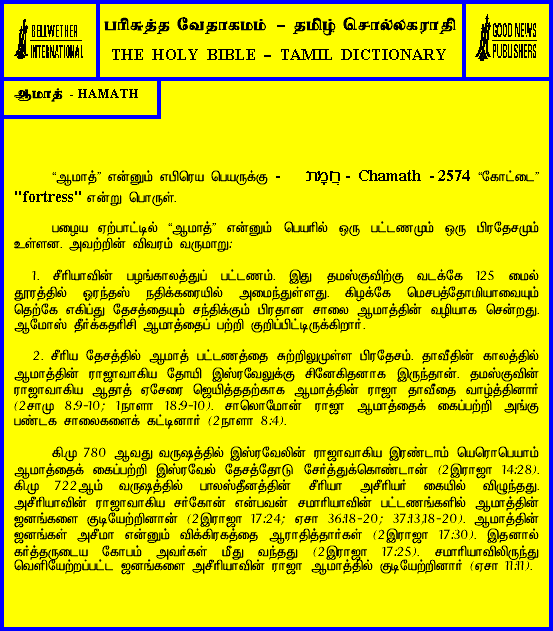 BELLWETHER
INTERNATIONAL
பரிசுத்த வேதாகமம் – தமிழ் சொல்லகராதி
THE HOLY BIBLE – TAMIL DICTIONARY
GOOD NEWS
PUBLISHERS
ஆமாத் - HAMATH
“ஆமாத்” என்னும் எபிரெய பெயருக்கு - חמת - Chamath - 2574 “கோட்டை”
"fortress" என்று பொருள்.
பழைய ஏற்பாட்டில் “ஆமாத்” என்னும் பெயரில் ஒரு பட்டணமும் ஒரு பிரதேசமும்
உள்ளன. அவற்றின் விவரம் வருமாறு:
1. சீரியாவின் பழங்காலத்துப் பட்டணம். இது தமஸ்குவிற்கு வடக்கே 125 மைல்
தூரத்தில் ஓரந்தஸ் நதிக்கரையில் அமைந்துள்ளது. கிழக்கே மெசபத்தோமியாவையும்
தெற்கே எகிப்து தேசத்தையும் சந்திக்கும் பிரதான சாலை ஆமாத்தின் வழியாக சென்றது.
ஆமோஸ் தீர்க்கதரிசி ஆமாத்தைப் பற்றி குறிப்பிட்டிருக்கிறார்.
2. சீரிய தேசத்தில் ஆமாத் பட்டணத்தை சுற்றிலுமுள்ள பிரதேசம். தாவீதின் காலத்தில்
ஆமாத்தின் ராஜாவாகிய தோயி இஸ்ரவேலுக்கு சிநேகிதனாக இருந்தான். தமஸ்குவின்
ராஜாவாகிய ஆதாத் ஏசேரை ஜெயித்ததற்காக ஆமாத்தின் ராஜா தாவீதை வாழ்த்தினார்
(2சாமு 8:9-10; 1நாளா 18:9-10). சாலொமோன் ராஜா ஆமாத்தைக் கைப்பற்றி அங்கு
பண்டக சாலைகளைக் கட்டினார் (2நாளா 8:4).
கி.மு 780 ஆவது வருஷத்தில் இஸ்ரவேலின் ராஜாவாகிய இரண்டாம் யெரொபெயாம்
ஆமாத்தைக் கைப்பற்றி இஸ்ரவேல் தேசத்தோடு சேர்த்துக்கொண்டான் (2இராஜா 14:28).
கி.மு 722ஆம் வருஷத்தில் பாலஸ்தீனத்தின் சீரியா அசீரியர் கையில் விழுந்தது.
அசீரியாவின் ராஜாவாகிய சர்கோன் என்பவன் சமாரியாவின் பட்டணங்களில் ஆமாத்தின்
ஜனங்களை குடியேற்றினான் (2இராஜா 17:24; ஏசா 36:18-20; 37:13,18-20). ஆமாத்தின்
ஜனங்கள் அசீமா என்னும் விக்கிரகத்தை ஆராதித்தார்கள் (2இராஜா 17:30). இதனால்
கர்த்தருடைய கோபம் அவர்கள் மீது வந்தது (2இராஜா 17:25). சமாரியாவிலிருந்து
வெளியேற்றப்பட்ட ஜனங்களை அசீரியாவின் ராஜா ஆமாத்தில் குடியேற்றினார் (ஏசா 11:11).